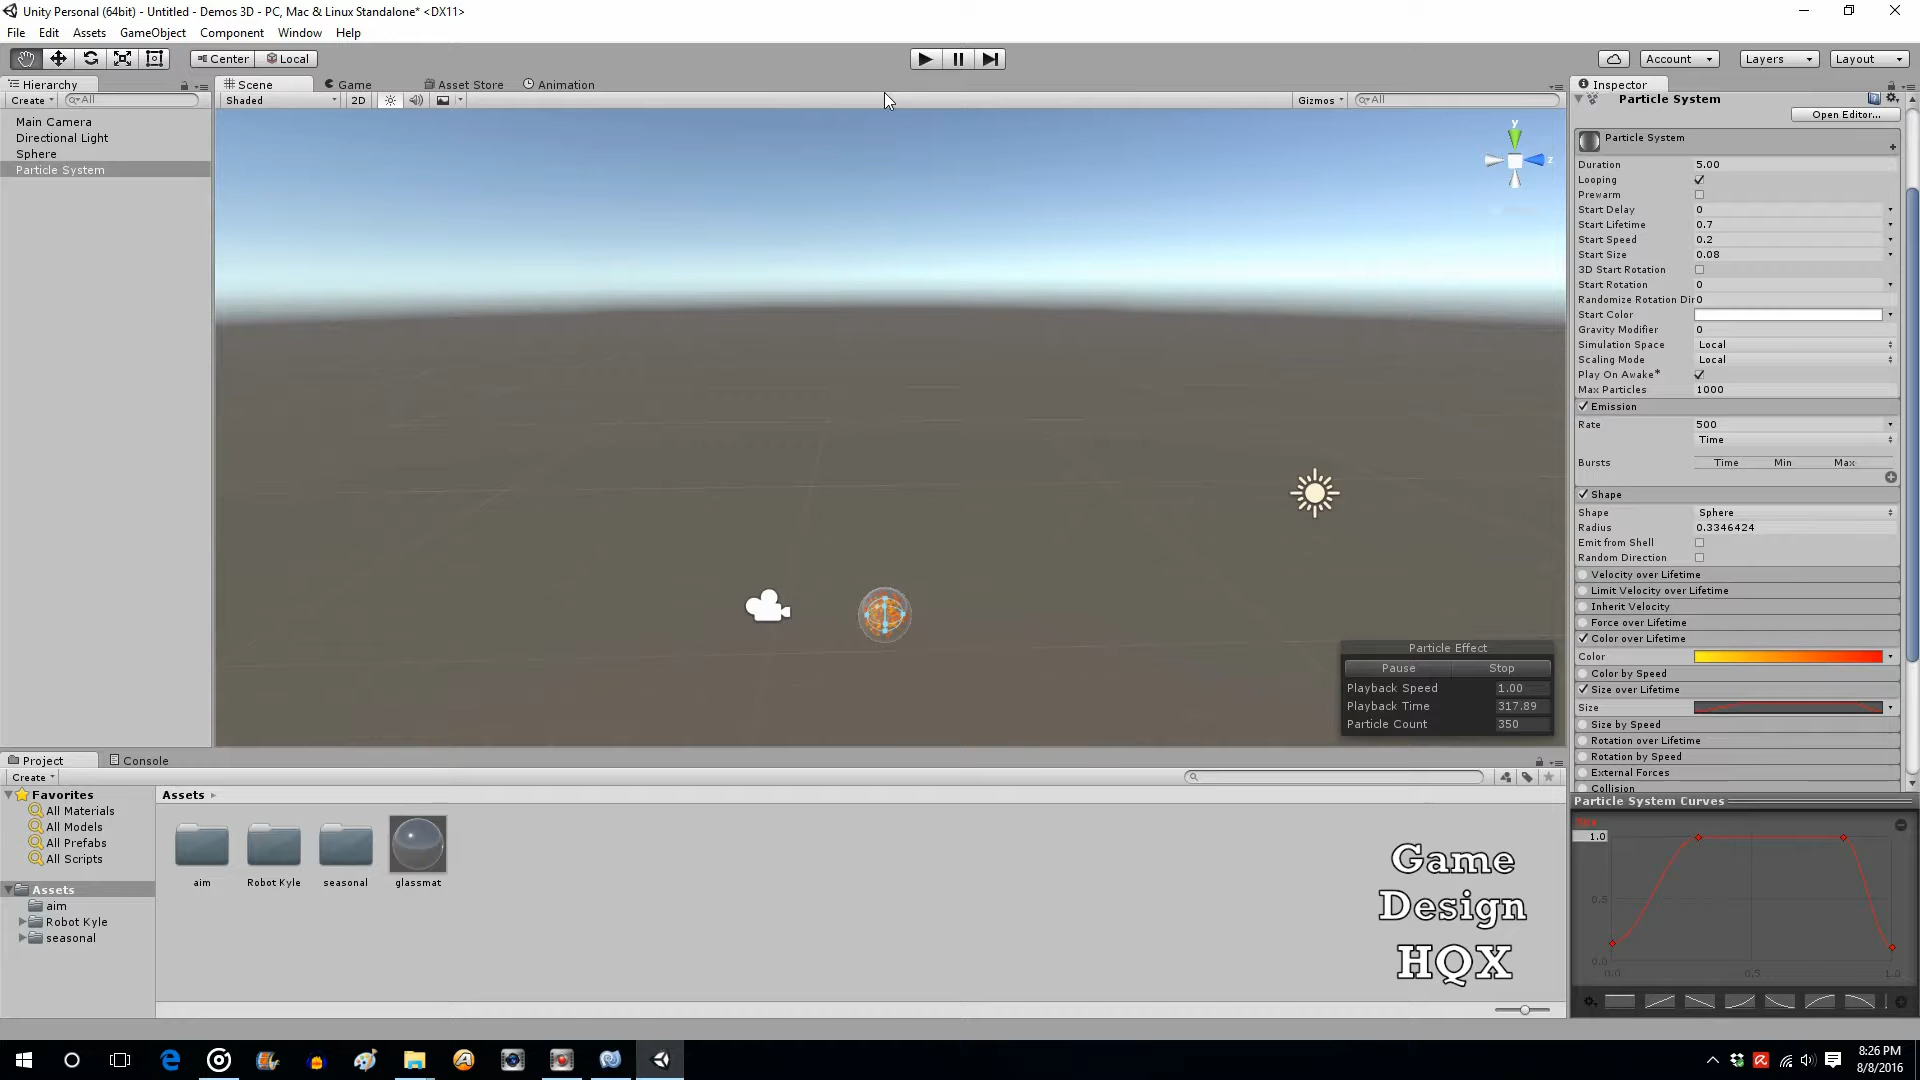 Unity Personal (64bit) - Untitled - Demos 3D - PC, Mac & Linux Standalone* <DX11>
File Edit Assets GameObject Component Window Help
Center Local
Account Layers Layout
Hierarchy
Create All
Main Camera
Directional Light
Sphere
Particle System
Scene Game Asset Store Animation
Shaded 2D Gizmos All
y
z
Particle Effect
Pause Stop
Playback Speed 1.00
Playback Time 317.89
Particle Count 350
Inspector
Particle System
Open Editor...
Particle System
Duration 5.00
Looping
Prewarm
Start Delay 0
Start Lifetime 0.7
Start Speed 0.2
Start Size 0.08
3D Start Rotation
Start Rotation 0
Randomize Rotation Dir 0
Start Color
Gravity Modifier 0
Simulation Space Local
Scaling Mode Local
Play On Awake*
Max Particles 1000
Emission
Rate 500
Time
Bursts Time Min Max
Shape
Shape Sphere
Radius 0.3346424
Emit from Shell
Random Direction
Velocity over Lifetime
Limit Velocity over Lifetime
Inherit Velocity
Force over Lifetime
Color over Lifetime
Color
Color by Speed
Size over Lifetime
Size
Size by Speed
Rotation over Lifetime
Rotation by Speed
External Forces
Collision
Particle System Curves
Size
1.0
0.5
0.0
0.0 0.5 1.0
Project Console
Create
Favorites
All Materials
All Models
All Prefabs
All Scripts
Assets
aim
Robot Kyle
seasonal
Assets
aim Robot Kyle seasonal glassmat
Game
Design
HQX
8:26 PM
8/8/2016